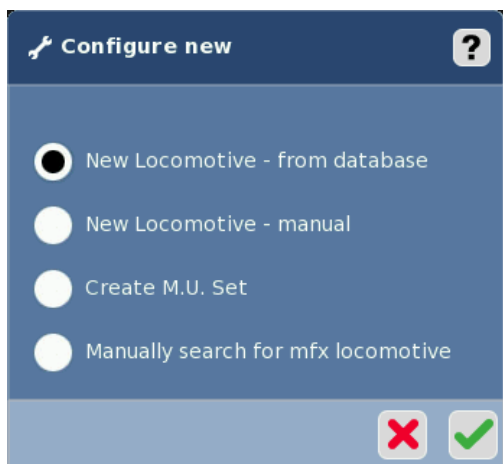 Configure new
?
New Locomotive - from database
New Locomotive - manual
Create M.U. Set
Manually search for mfx locomotive